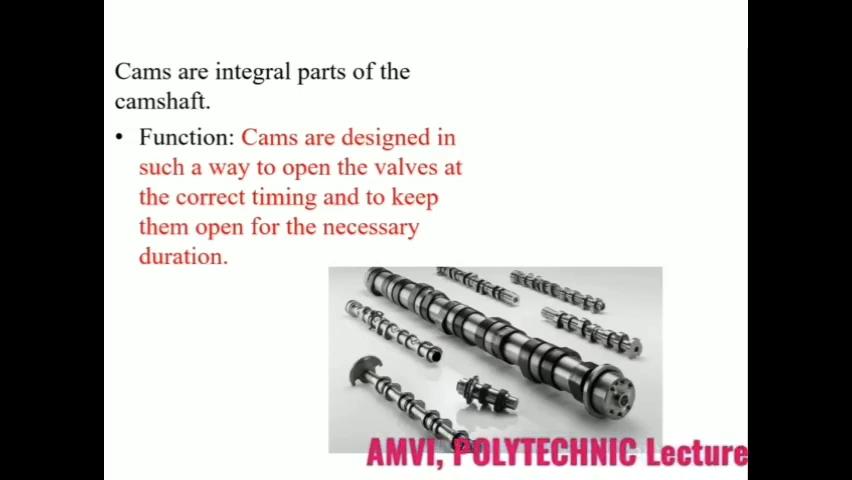 Cams are integral parts of the
camshaft.
• Function: Cams are designed in
such a way to open the valves at
the correct timing and to keep
them open for the necessary
duration.
AMVI, POLYTECHNIC Lecture